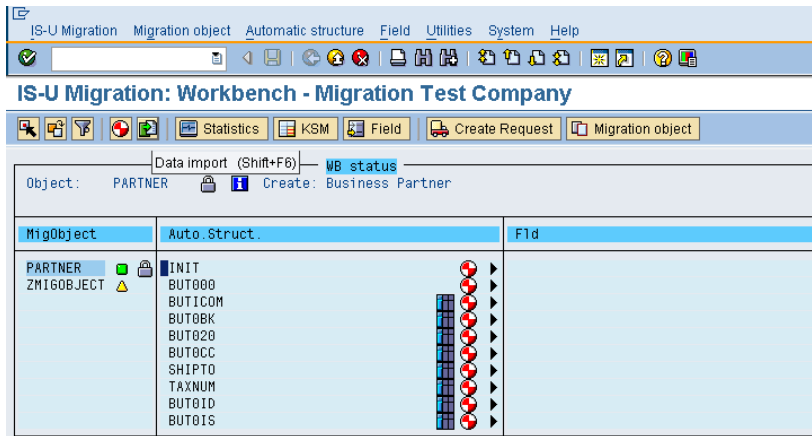 IS-U Migration Migration object Automatic structure Field Utilities System Help
IS-U Migration: Workbench - Migration Test Company
Statistics KSM Field Create Request Migration object
Data import (Shift+F6)
WB status
Object: PARTNER Create: Business Partner
MigObject Auto.Struct. Fld
PARTNER INIT
ZMIGOBJECT BUT000
BUTICOM
BUT0BK
BUT020
BUT0CC
SHIPTO
TAXNUM
BUT0ID
BUT0IS